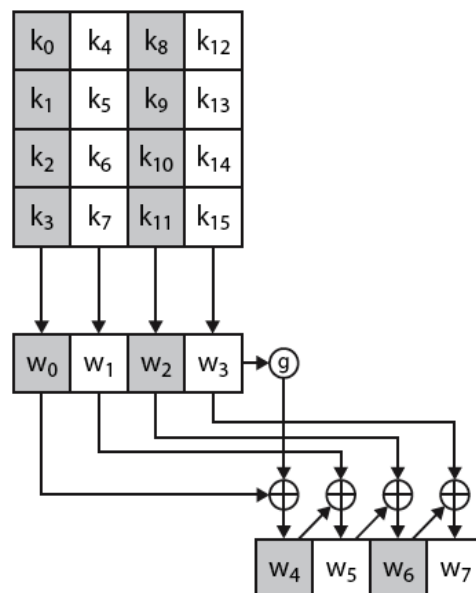 k₀ k₄ k₈ k₁₂
k₁ k₅ k₉ k₁₃
k₂ k₆ k₁₀ k₁₄
k₃ k₇ k₁₁ k₁₅
w₀ w₁ w₂ w₃ g
w₄ w₅ w₆ w₇